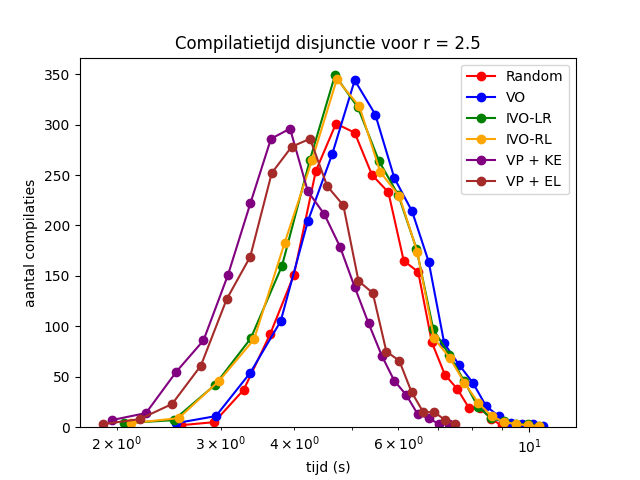 Compilatietijd disjunctie voor r = 2.5
350
300
250
200
150
100
50
0
aantal compilaties
Random
VO
IVO-LR
IVO-RL
VP + KE
VP + EL
2 × 10⁰ 3 × 10⁰ 4 × 10⁰ 6 × 10⁰ 10¹
tijd (s)